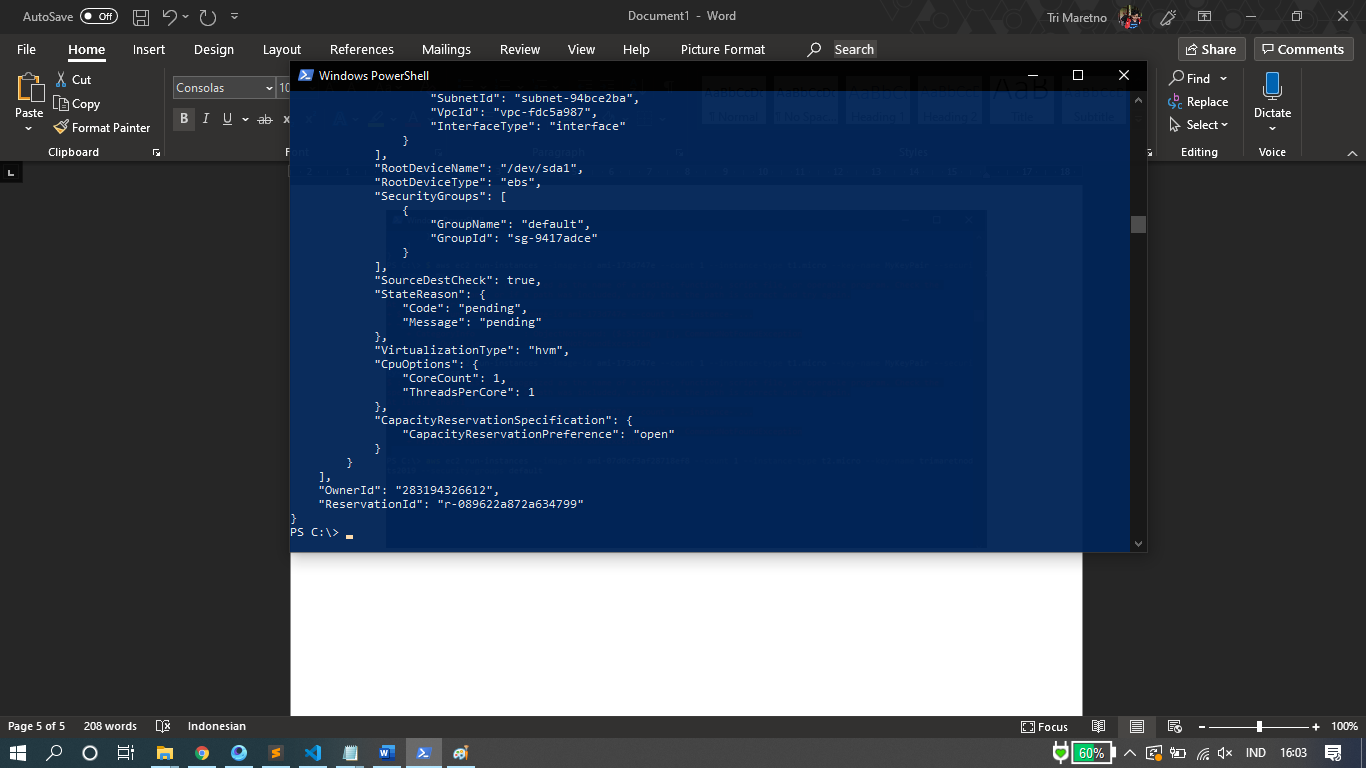 AutoSave Off
Document1 - Word
Tri Maretno
File Home Insert Design Layout References Mailings Review View Help Picture Format Search Share Comments
Paste
Cut
Copy
Format Painter
Clipboard
Consolas
10
B I U ab x
Find
Replace
Select
Editing
Dictate
Voice
Windows PowerShell
"SubnetId": "subnet-94bce2ba",
"VpcId": "vpc-fdc5a987",
"InterfaceType": "interface"
}
],
"RootDeviceName": "/dev/sda1",
"RootDeviceType": "ebs",
"SecurityGroups": [
{
"GroupName": "default",
"GroupId": "sg-9417adce"
}
],
"SourceDestCheck": true,
"StateReason": {
"Code": "pending",
"Message": "pending"
},
"VirtualizationType": "hvm",
"CpuOptions": {
"CoreCount": 1,
"ThreadsPerCore": 1
},
"CapacityReservationSpecification": {
"CapacityReservationPreference": "open"
}
}
],
"OwnerId": "283194326612",
"ReservationId": "r-089622a872a634799"
}
PS C:\>
Page 5 of 5 208 words Indonesian Focus 100%
60% IND 16:03